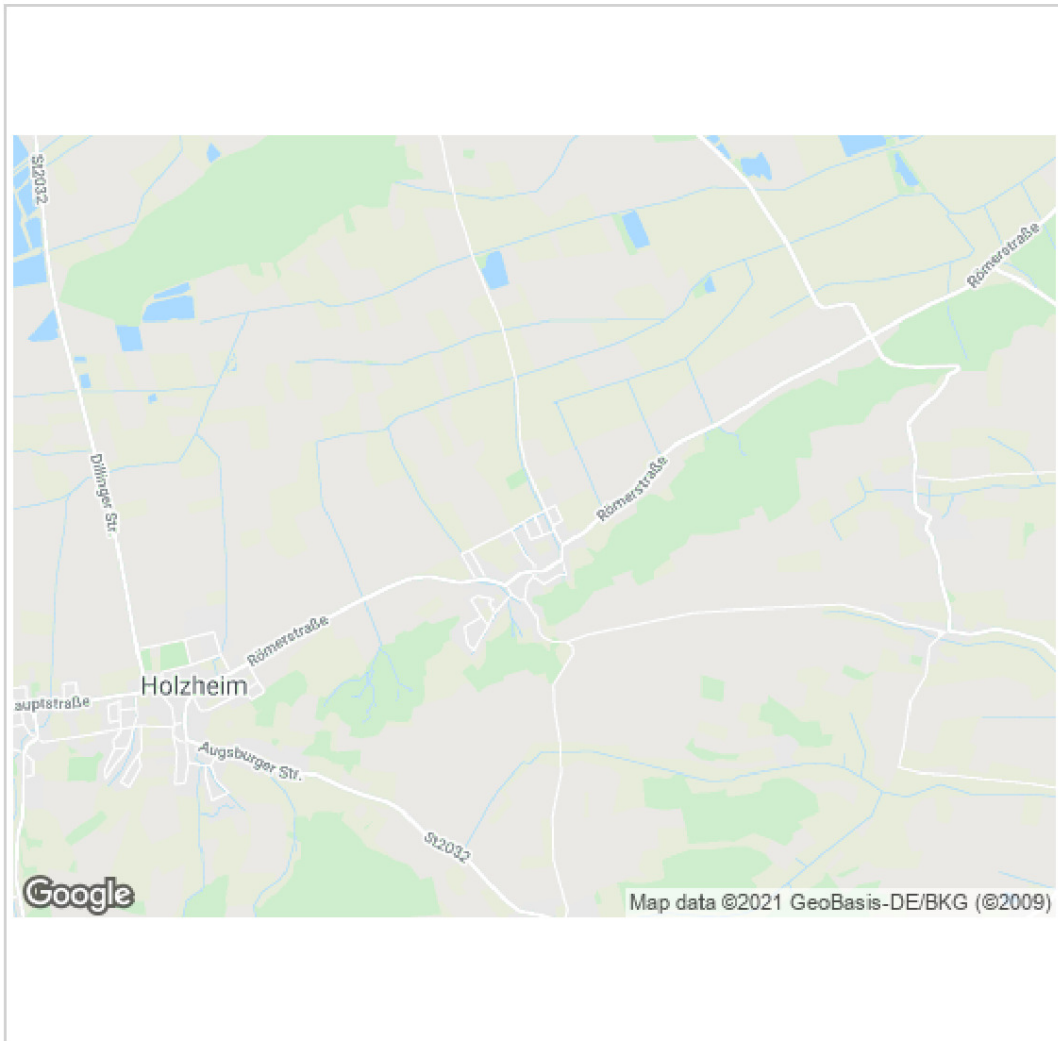 St2032
Römerstraße
Dillinger Str.
Römerstraße
Römerstraße
Holzheim
auptstraße
Augsburger Str.
St2032
Google
Map data ©2021 GeoBasis-DE/BKG (©2009)